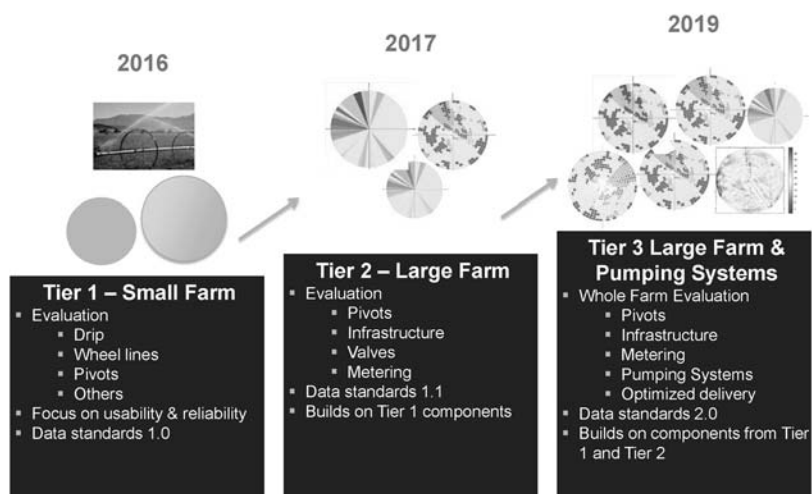 2016
2017
2019
Tier 1 – Small Farm
Evaluation
Drip
Wheel lines
Pivots
Others
Focus on usability & reliability
Data standards 1.0
Tier 2 – Large Farm
Evaluation
Pivots
Infrastructure
Valves
Metering
Data standards 1.1
Builds on Tier 1 components
Tier 3 Large Farm &
Pumping Systems
Whole Farm Evaluation
Pivots
Infrastructure
Metering
Pumping Systems
Optimized delivery
Data standards 2.0
Builds on components from Tier
1 and Tier 2